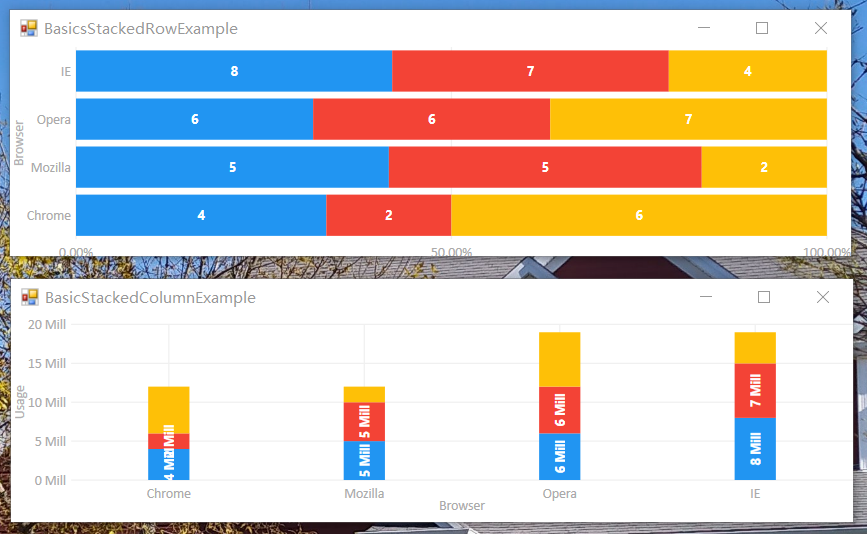 BasicsStackedRowExample
IE 8 7 4
Opera 6 6 7
Browser
Mozilla 5 5 2
Chrome 4 2 6
0.00% 50.00% 100.00%
BasicStackedColumnExample
20 Mill
15 Mill
10 Mill
5 Mill
0 Mill
Usage
4 Mill
5 Mill 5 Mill
6 Mill 6 Mill
8 Mill 7 Mill
Chrome Mozilla Opera IE
Browser